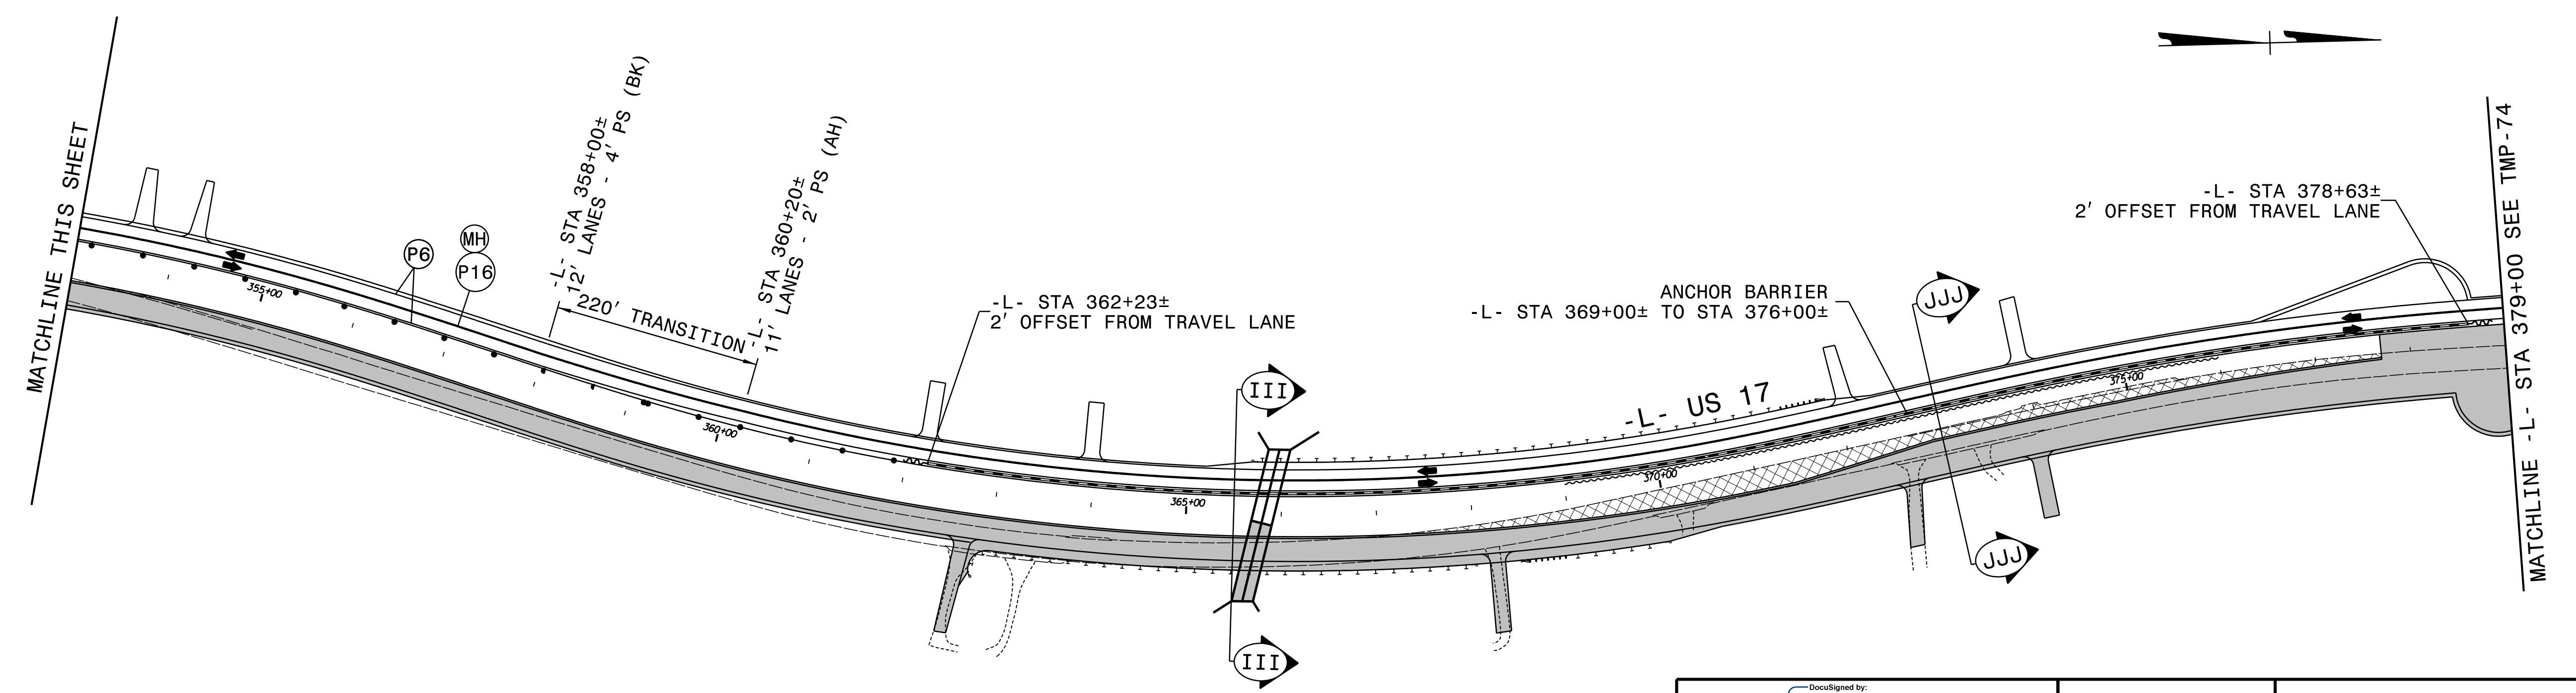 MATCHLINE THIS SHEET
355+00
P6
MH
P16
-L- STA 358+00±
12' LANES - 4' PS (BK)
220' TRANSITION
-L- STA 360+20±
11' LANES - 2' PS (AH)
360+00
-L- STA 362+23±
2' OFFSET FROM TRAVEL LANE
365+00
III
III
-L- US 17
370+00
ANCHOR BARRIER
-L- STA 369+00± TO STA 376+00±
JJJ
JJJ
375+00
-L- STA 378+63±
2' OFFSET FROM TRAVEL LANE
MATCHLINE -L- STA 379+00 SEE TMP-74
DocuSigned by: